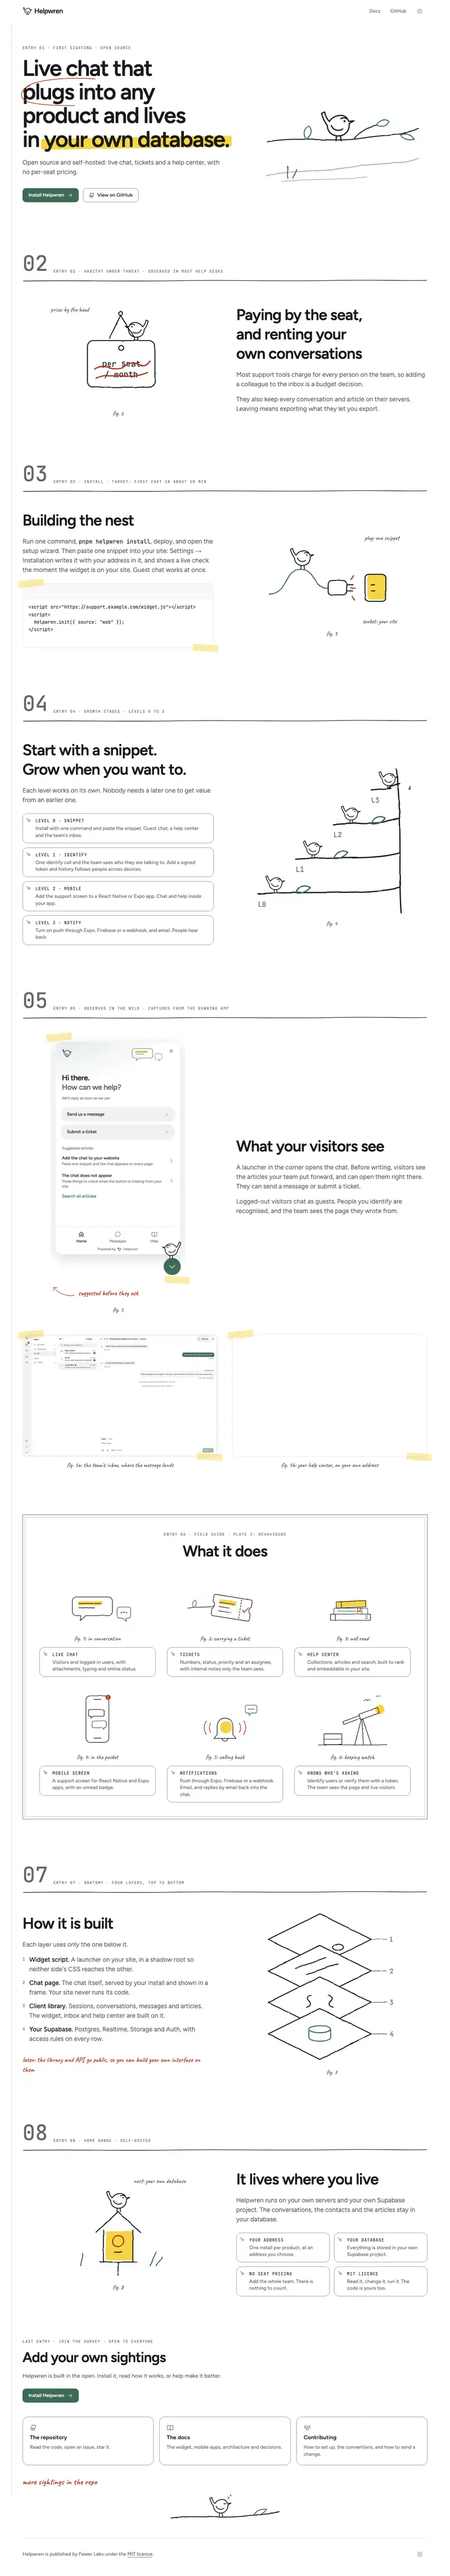 Helpwren
Docs GitHub
ENTRY 01 · FIRST SIGHTING · OPEN SOURCE
Live chat that
plugs into any
product and lives
in your own database.
Open source and self-hosted: live chat, tickets and a help center, with
no per-seat pricing.
Install Helpwren →
View on GitHub
02
ENTRY 02 · HABITAT UNDER THREAT · OBSERVED IN MOST HELP DESKS
price: by the head
per seat
/ month
fig. 2
Paying by the seat,
and renting your
own conversations
Most support tools charge for every person on the team, so adding
a colleague to the inbox is a budget decision.
They also keep every conversation and article on their servers.
Leaving means exporting what they let you export.
03
ENTRY 03 · INSTALL · TARGET: FIRST CHAT IN ABOUT 10 MIN
Building the nest
Run one command, pnpm helpwren install, deploy, and open the
setup wizard. Then paste the snippet into your site: Settings →
Installation writes it with your address in it, and shows a live check
the moment the widget is on your site. Guest chat works at once.
<script src="https://support.example.com/widget.js"></script>
<script>
Helpwren.init({ source: "web" });
</script>
plug: one snippet
socket: your site
fig. 3
04
ENTRY 04 · GROWTH STAGES · LEVELS 0 TO 3
Start with a snippet.
Grow when you want to.
Each level works on its own. Nobody needs a later one to get value
from an earlier one.
LEVEL 0 · SNIPPET
Install with one command and paste the snippet. Guest chat, a help center
and the team's inbox.
LEVEL 1 · IDENTIFY
One identify call and the team sees who they are talking to. Add a signed
token and history follows people across devices.
LEVEL 2 · MOBILE
Add the support screen to a React Native or Expo app. Chat and help inside
your app.
LEVEL 3 · NOTIFY
Turn on push through Expo, Firebase or a webhook, and email. People hear
back.
L3
L2
L1
L0
fig. 4
05
ENTRY 05 · OBSERVED IN THE WILD · CAPTURED FROM THE RUNNING APP
Hi there.
How can we help?
We'll reply as soon as we can
Send us a message
Submit a ticket
Suggested articles
Add the chat to your website
Paste one snippet and the chat appears on every page.
The chat does not appear
Three things to check when the button is missing from your
site.
Search all articles
Home Messages Help
Powered by Helpwren
suggested before they ask
fig. 5
What your visitors see
A launcher in the corner opens the chat. Before writing, visitors see
the articles your team put forward, and can open them right there.
They can send a message or submit a ticket.
Logged-out visitors chat as guests. People you identify are
recognised, and the team sees the page they wrote from.
fig. 5a: the team's inbox, where the message lands
fig. 5b: your help center, on your own address
ENTRY 06 · FIELD GUIDE · PLATE I: BEHAVIOURS
What it does
fig. 1: in conversation
fig. 2: carrying a ticket
fig. 3: well-read
LIVE CHAT
Visitors and logged-in users, with
attachments, typing and online status.
TICKETS
Numbers, status, priority and an assignee,
with internal notes only the team sees.
HELP CENTER
Collections, articles and search, built to rank
and embeddable in your site.
fig. 4: in the pocket
fig. 5: calling back
fig. 6: keeping watch
MOBILE SCREEN
A support screen for React Native and Expo
apps, with an unread badge.
NOTIFICATIONS
Push through Expo, Firebase or a webhook.
Email, and replies by email back into the
chat.
KNOWS WHO'S ASKING
Identify users or verify them with a token.
The team sees the page and live visitors.
07
ENTRY 07 · ANATOMY · FOUR LAYERS, TOP TO BOTTOM
How it is built
Each layer uses only the one below it.
1 Widget script. A launcher on your site, in a shadow root so
neither side's CSS reaches the other.
2 Chat page. The chat itself, served by your install and shown in a
frame. Your site never runs its code.
3 Client library. Sessions, conversations, messages and articles.
The widget, inbox and help center are built on it.
4 Your Supabase. Postgres, Realtime, Storage and Auth, with
access rules on every row.
later: the library and API go public, so you can build your own interface on
them
1
2
3
4
fig. 7
08
ENTRY 08 · HOME RANGE · SELF-HOSTED
nest: your own database
fig. 8
It lives where you live
Helpwren runs on your own servers and your own Supabase
project. The conversations, the contacts and the articles stay in
your database.
YOUR ADDRESS
One install per product, at an
address you choose.
YOUR DATABASE
Everything is stored in your own
Supabase project.
NO SEAT PRICING
Add the whole team. There is
nothing to count.
MIT LICENCE
Read it, change it, run it. The
code is yours too.
LAST ENTRY · JOIN THE SURVEY · OPEN TO EVERYONE
Add your own sightings
Helpwren is built in the open. Install it, read how it works, or help make it better.
Install Helpwren →
The repository
Read the code, open an issue, star it.
The docs
The widget, mobile apps, architecture and decisions.
Contributing
How to set up, the conventions, and how to send a
change.
more sightings in the repo
Helpwren is published by Fewer Labs under the MIT licence.